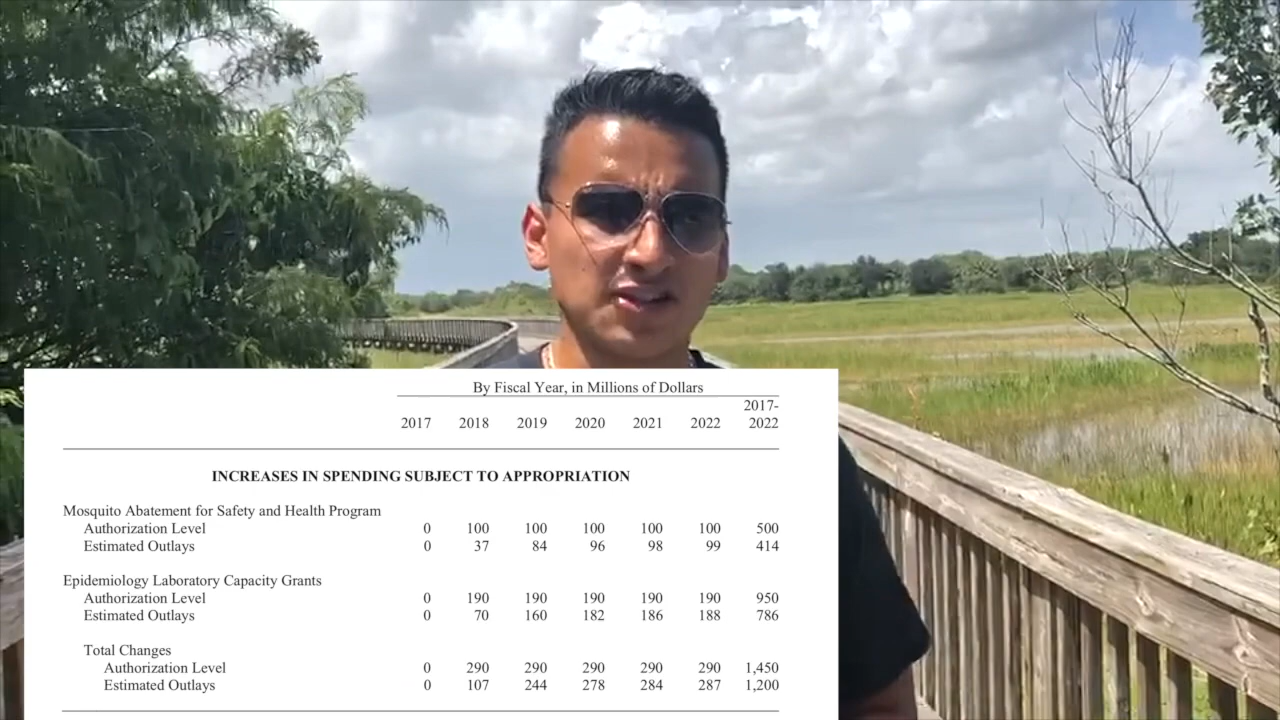 By Fiscal Year, in Millions of Dollars
2017-
2017 2018 2019 2020 2021 2022 2022
INCREASES IN SPENDING SUBJECT TO APPROPRIATION
Mosquito Abatement for Safety and Health Program
Authorization Level 0 100 100 100 100 100 500
Estimated Outlays 0 37 84 96 98 99 414
Epidemiology Laboratory Capacity Grants
Authorization Level 0 190 190 190 190 190 950
Estimated Outlays 0 70 160 182 186 188 786
Total Changes
Authorization Level 0 290 290 290 290 290 1,450
Estimated Outlays 0 107 244 278 284 287 1,200